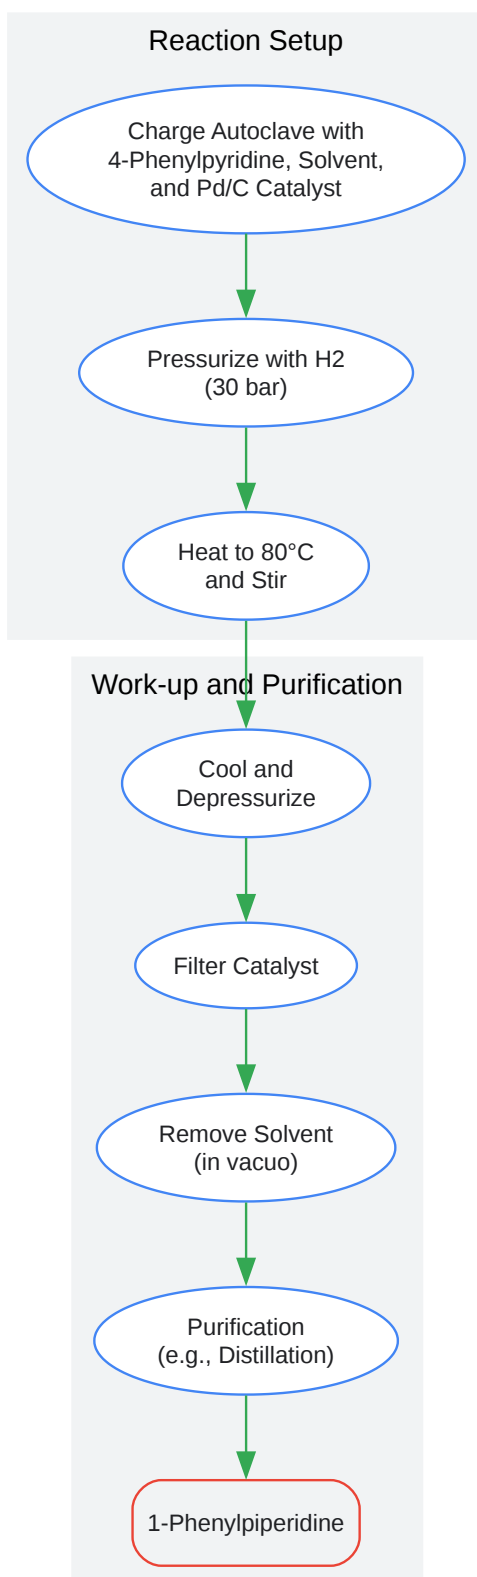 Reaction Setup
Charge Autoclave with
4-Phenylpyridine, Solvent,
and Pd/C Catalyst
Pressurize with H2
(30 bar)
Heat to 80°C
and Stir
Work-up and Purification
Cool and
Depressurize
Filter Catalyst
Remove Solvent
(in vacuo)
Purification
(e.g., Distillation)
1-Phenylpiperidine